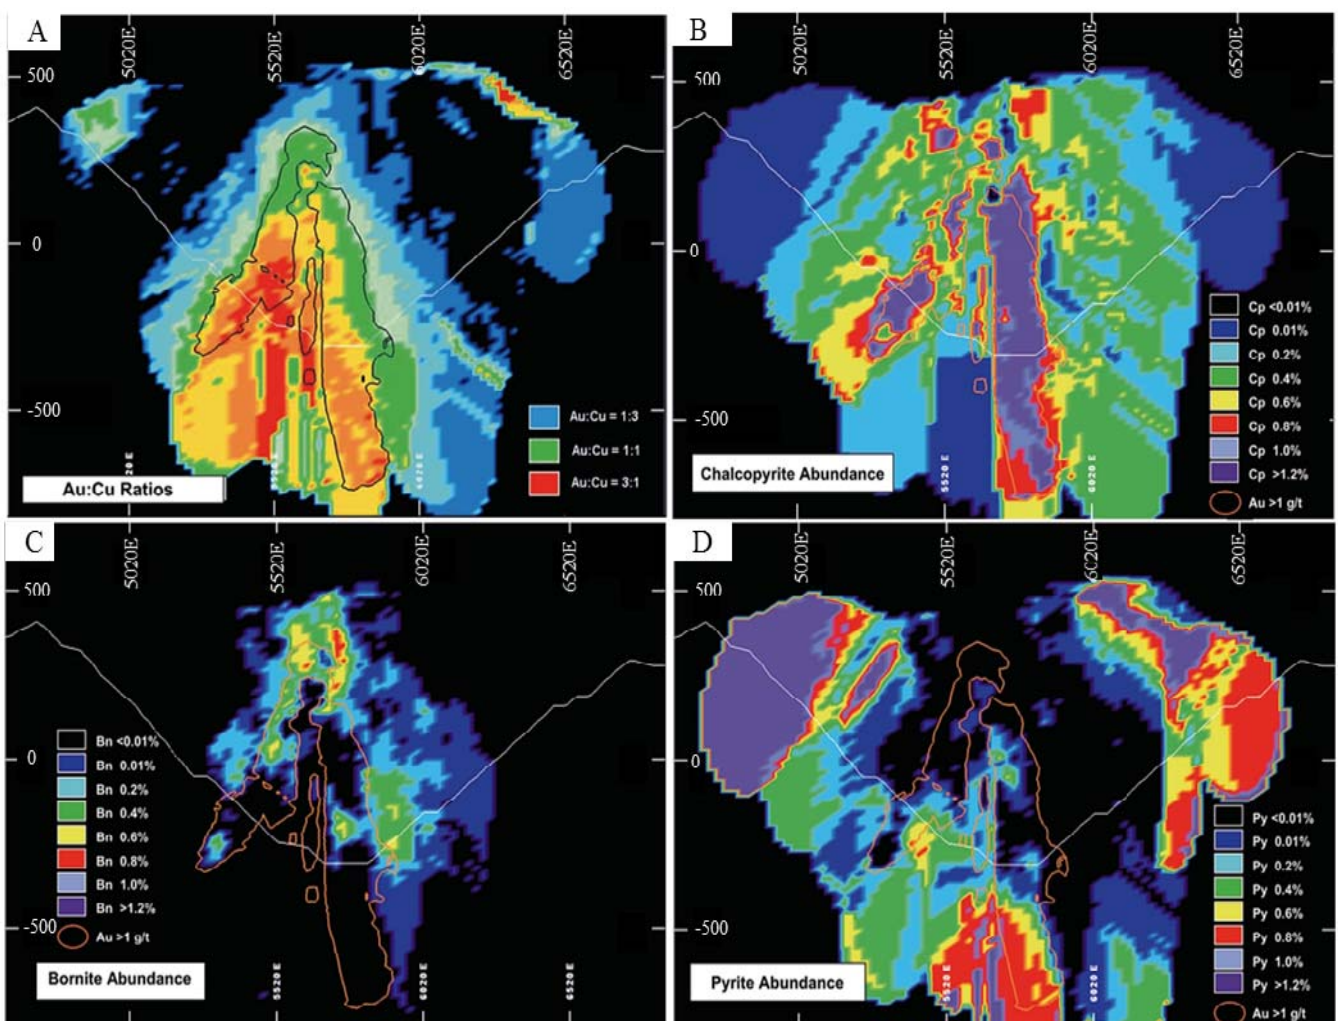 A
5020E
5520E
6020E
6520E
500
0
-500
Au:Cu = 1:3
Au:Cu = 1:1
Au:Cu = 3:1
5020 E
5520 E
6020 E
Au:Cu Ratios
B
5020E
5520E
6020E
6520E
500
0
-500
Cp <0.01%
Cp 0.01%
Cp 0.2%
Cp 0.4%
Cp 0.6%
Cp 0.8%
Cp 1.0%
Cp >1.2%
Au >1 g/t
5520 E
6020 E
Chalcopyrite Abundance
C
5020E
5520E
6020E
6520E
500
0
-500
Bn <0.01%
Bn 0.01%
Bn 0.2%
Bn 0.4%
Bn 0.6%
Bn 0.8%
Bn 1.0%
Bn >1.2%
Au >1 g/t
5520 E
6020 E
6520 E
Bornite Abundance
D
5020E
5520E
6020E
6520E
500
0
-500
Py <0.01%
Py 0.01%
Py 0.2%
Py 0.4%
Py 0.6%
Py 0.8%
Py 1.0%
Py >1.2%
Au >1 g/t
5520 E
6020 E
Pyrite Abundance